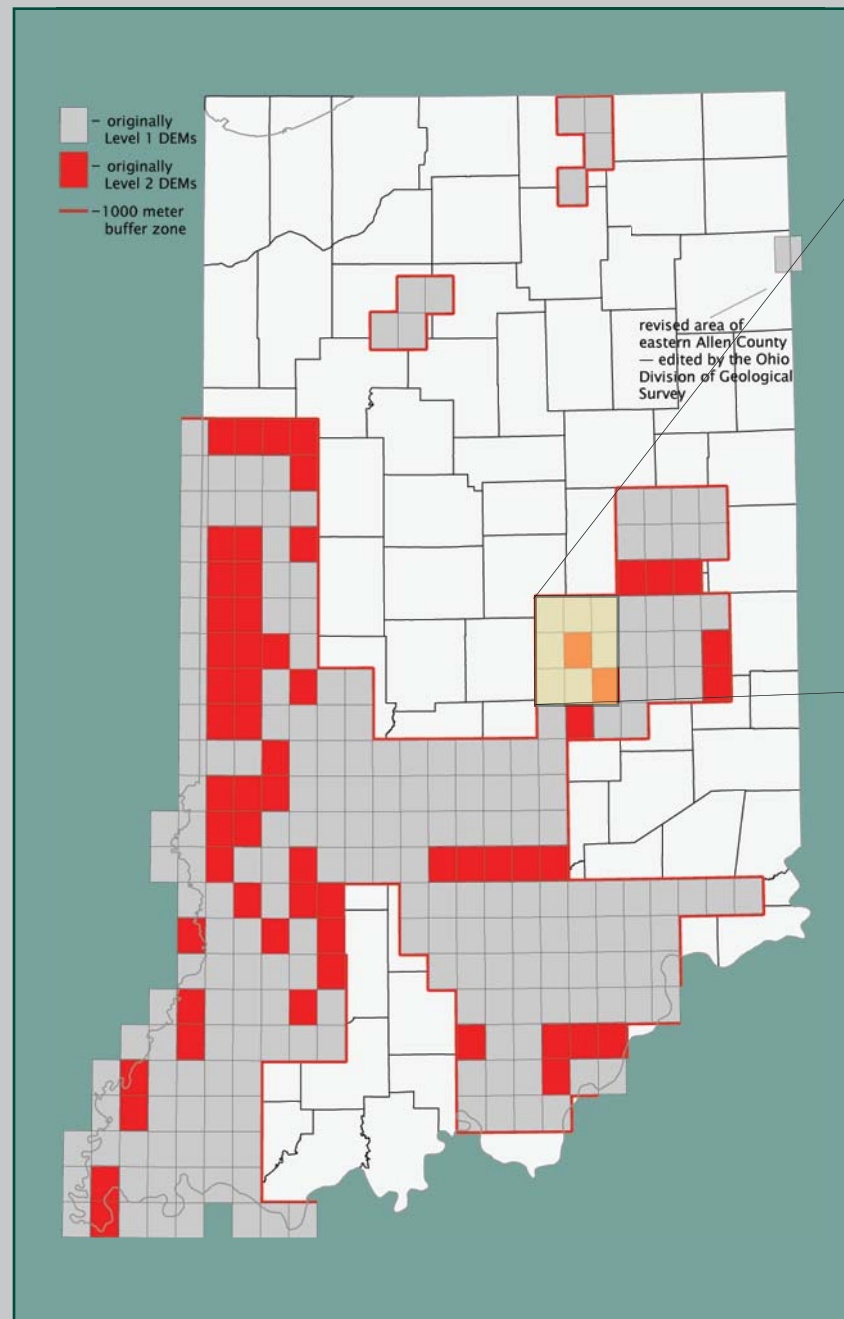 – originally
Level 1 DEMs
– originally
Level 2 DEMs
–1000 meter
buffer zone
revised area of
eastern Allen County
— edited by the Ohio
Division of Geological
Survey